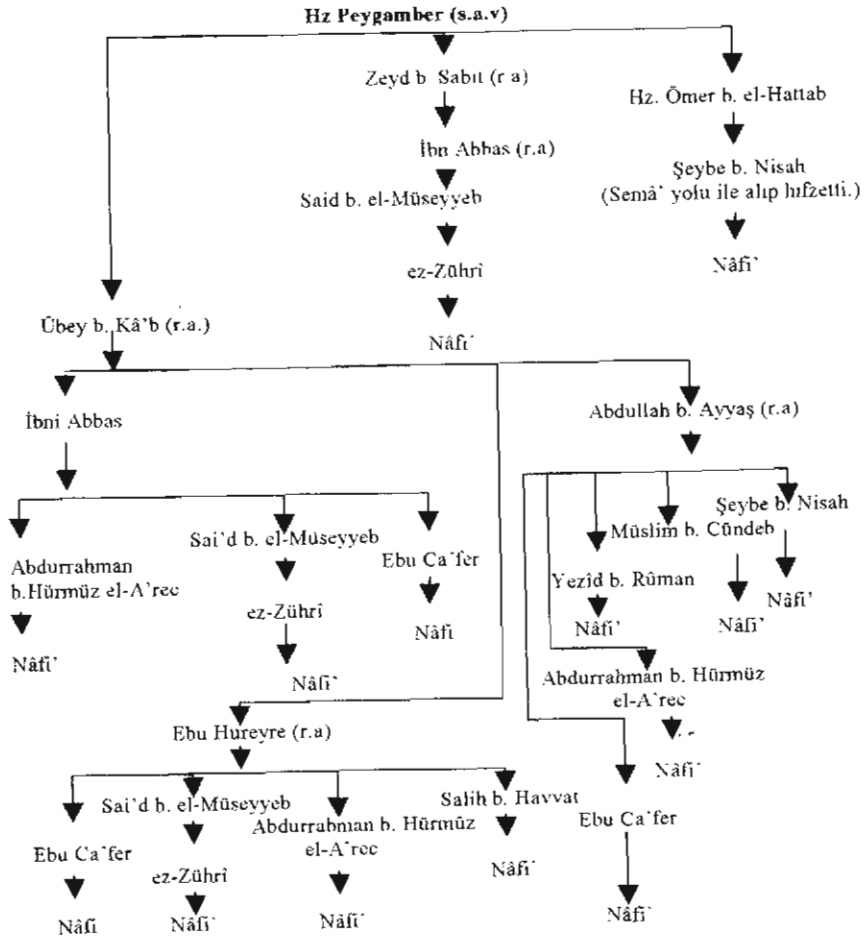 Hz Peygamber (s.a.v)
Zeyd b. Sabit (r a)
Hz. Ömer b. el-Hattab
İbn Abbas (r.a)
Şeybe b. Nisah
(Semâ' yolu ile alıp hıfzetti.)
Said b. el-Müseyyeb
ez-Zührî
Nâfi'
Übey b. Kâ'b (r.a.)
Nâfi'
İbni Abbas
Abdullah b. Ayyaş (r.a)
Abdurrahman
b.Hürmüz el-A'rec
Sai'd b. el-Müseyyeb
Ebu Ca'fer
Müslim b. Cündeb
Şeybe b. Nisah
Yezîd b. Rûman
ez-Zührî
Nâfi
Nâfi'
Nâfi'
Nâfi'
Nâfi'
Nâfi'
Abdurrahman b. Hürmüz
el-A'rec
Ebu Hureyre (r.a)
Nâfi'
Sai'd b. el-Müseyyeb
Salih b. Havvat
Ebu Ca'fer
Abdurrahman b. Hürmüz
el-A'rec
Ebu Ca'fer
ez-Zührî
Nâfi'
Nâfi
Nâfi'
Nâfi'
Nâfi'